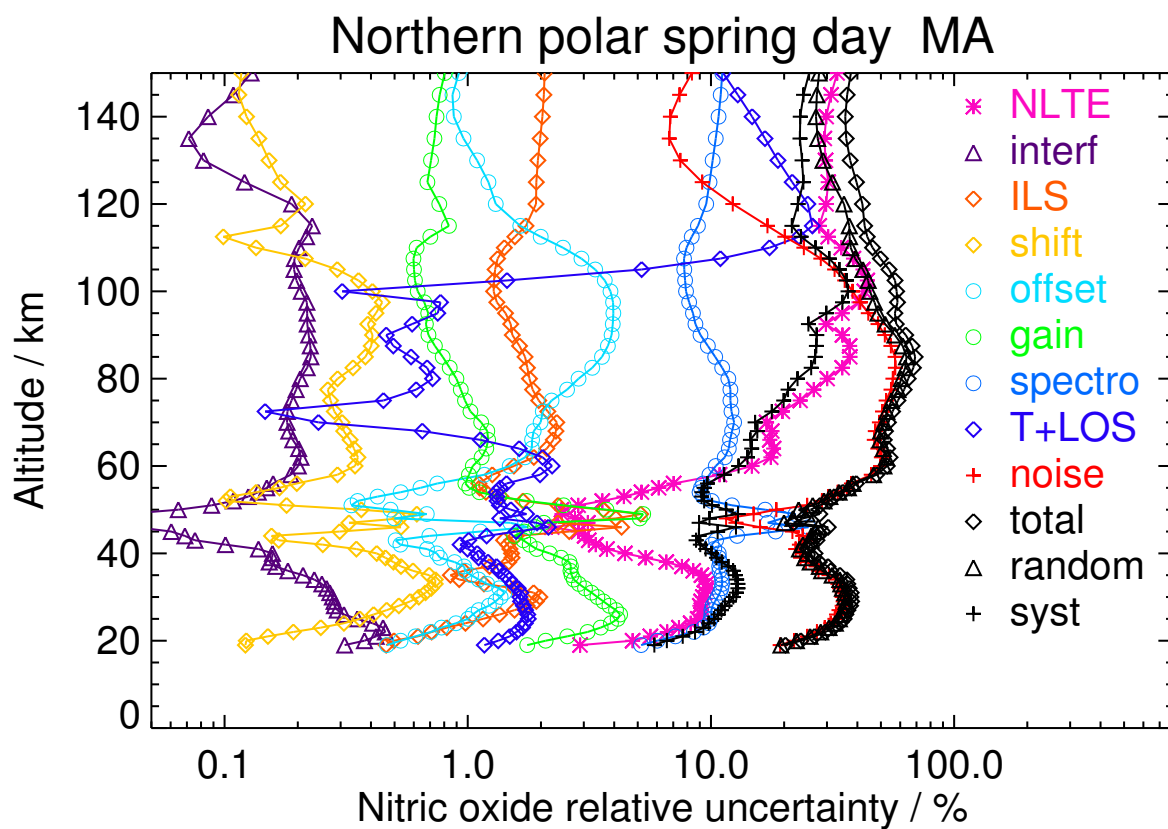 Northern polar spring day MA
Altitude / km
140
120
100
80
60
40
20
0
NLTE
interf
ILS
shift
offset
gain
spectro
T+LOS
noise
total
random
syst
0.1 1.0 10.0 100.0
Nitric oxide relative uncertainty / %